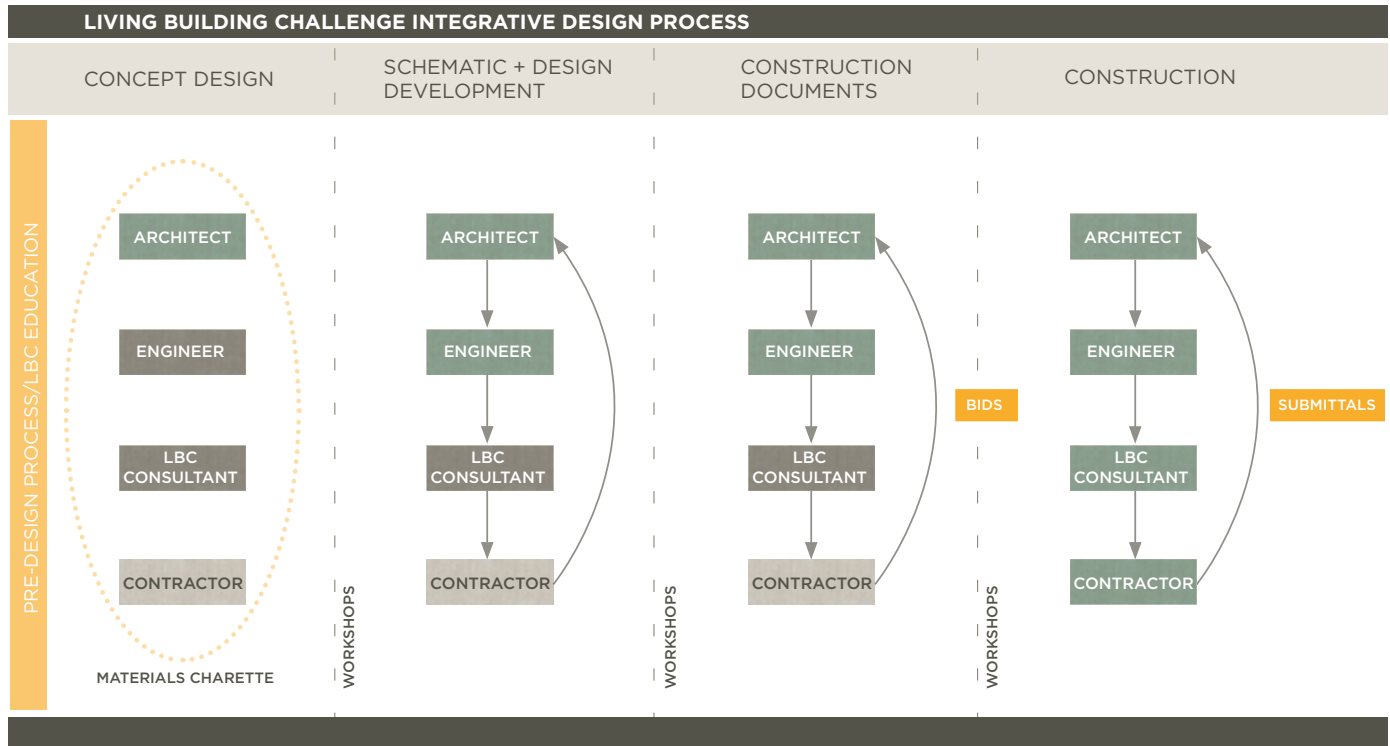 LIVING BUILDING CHALLENGE INTEGRATIVE DESIGN PROCESS
CONCEPT DESIGN
SCHEMATIC + DESIGN
DEVELOPMENT
CONSTRUCTION
DOCUMENTS
CONSTRUCTION
PRE-DESIGN PROCESS/LBC EDUCATION
ARCHITECT
ENGINEER
LBC
CONSULTANT
CONTRACTOR
MATERIALS CHARETTE
WORKSHOPS
ARCHITECT
ENGINEER
LBC
CONSULTANT
CONTRACTOR
WORKSHOPS
ARCHITECT
ENGINEER
LBC
CONSULTANT
CONTRACTOR
BIDS
WORKSHOPS
ARCHITECT
ENGINEER
LBC
CONSULTANT
CONTRACTOR
SUBMITTALS